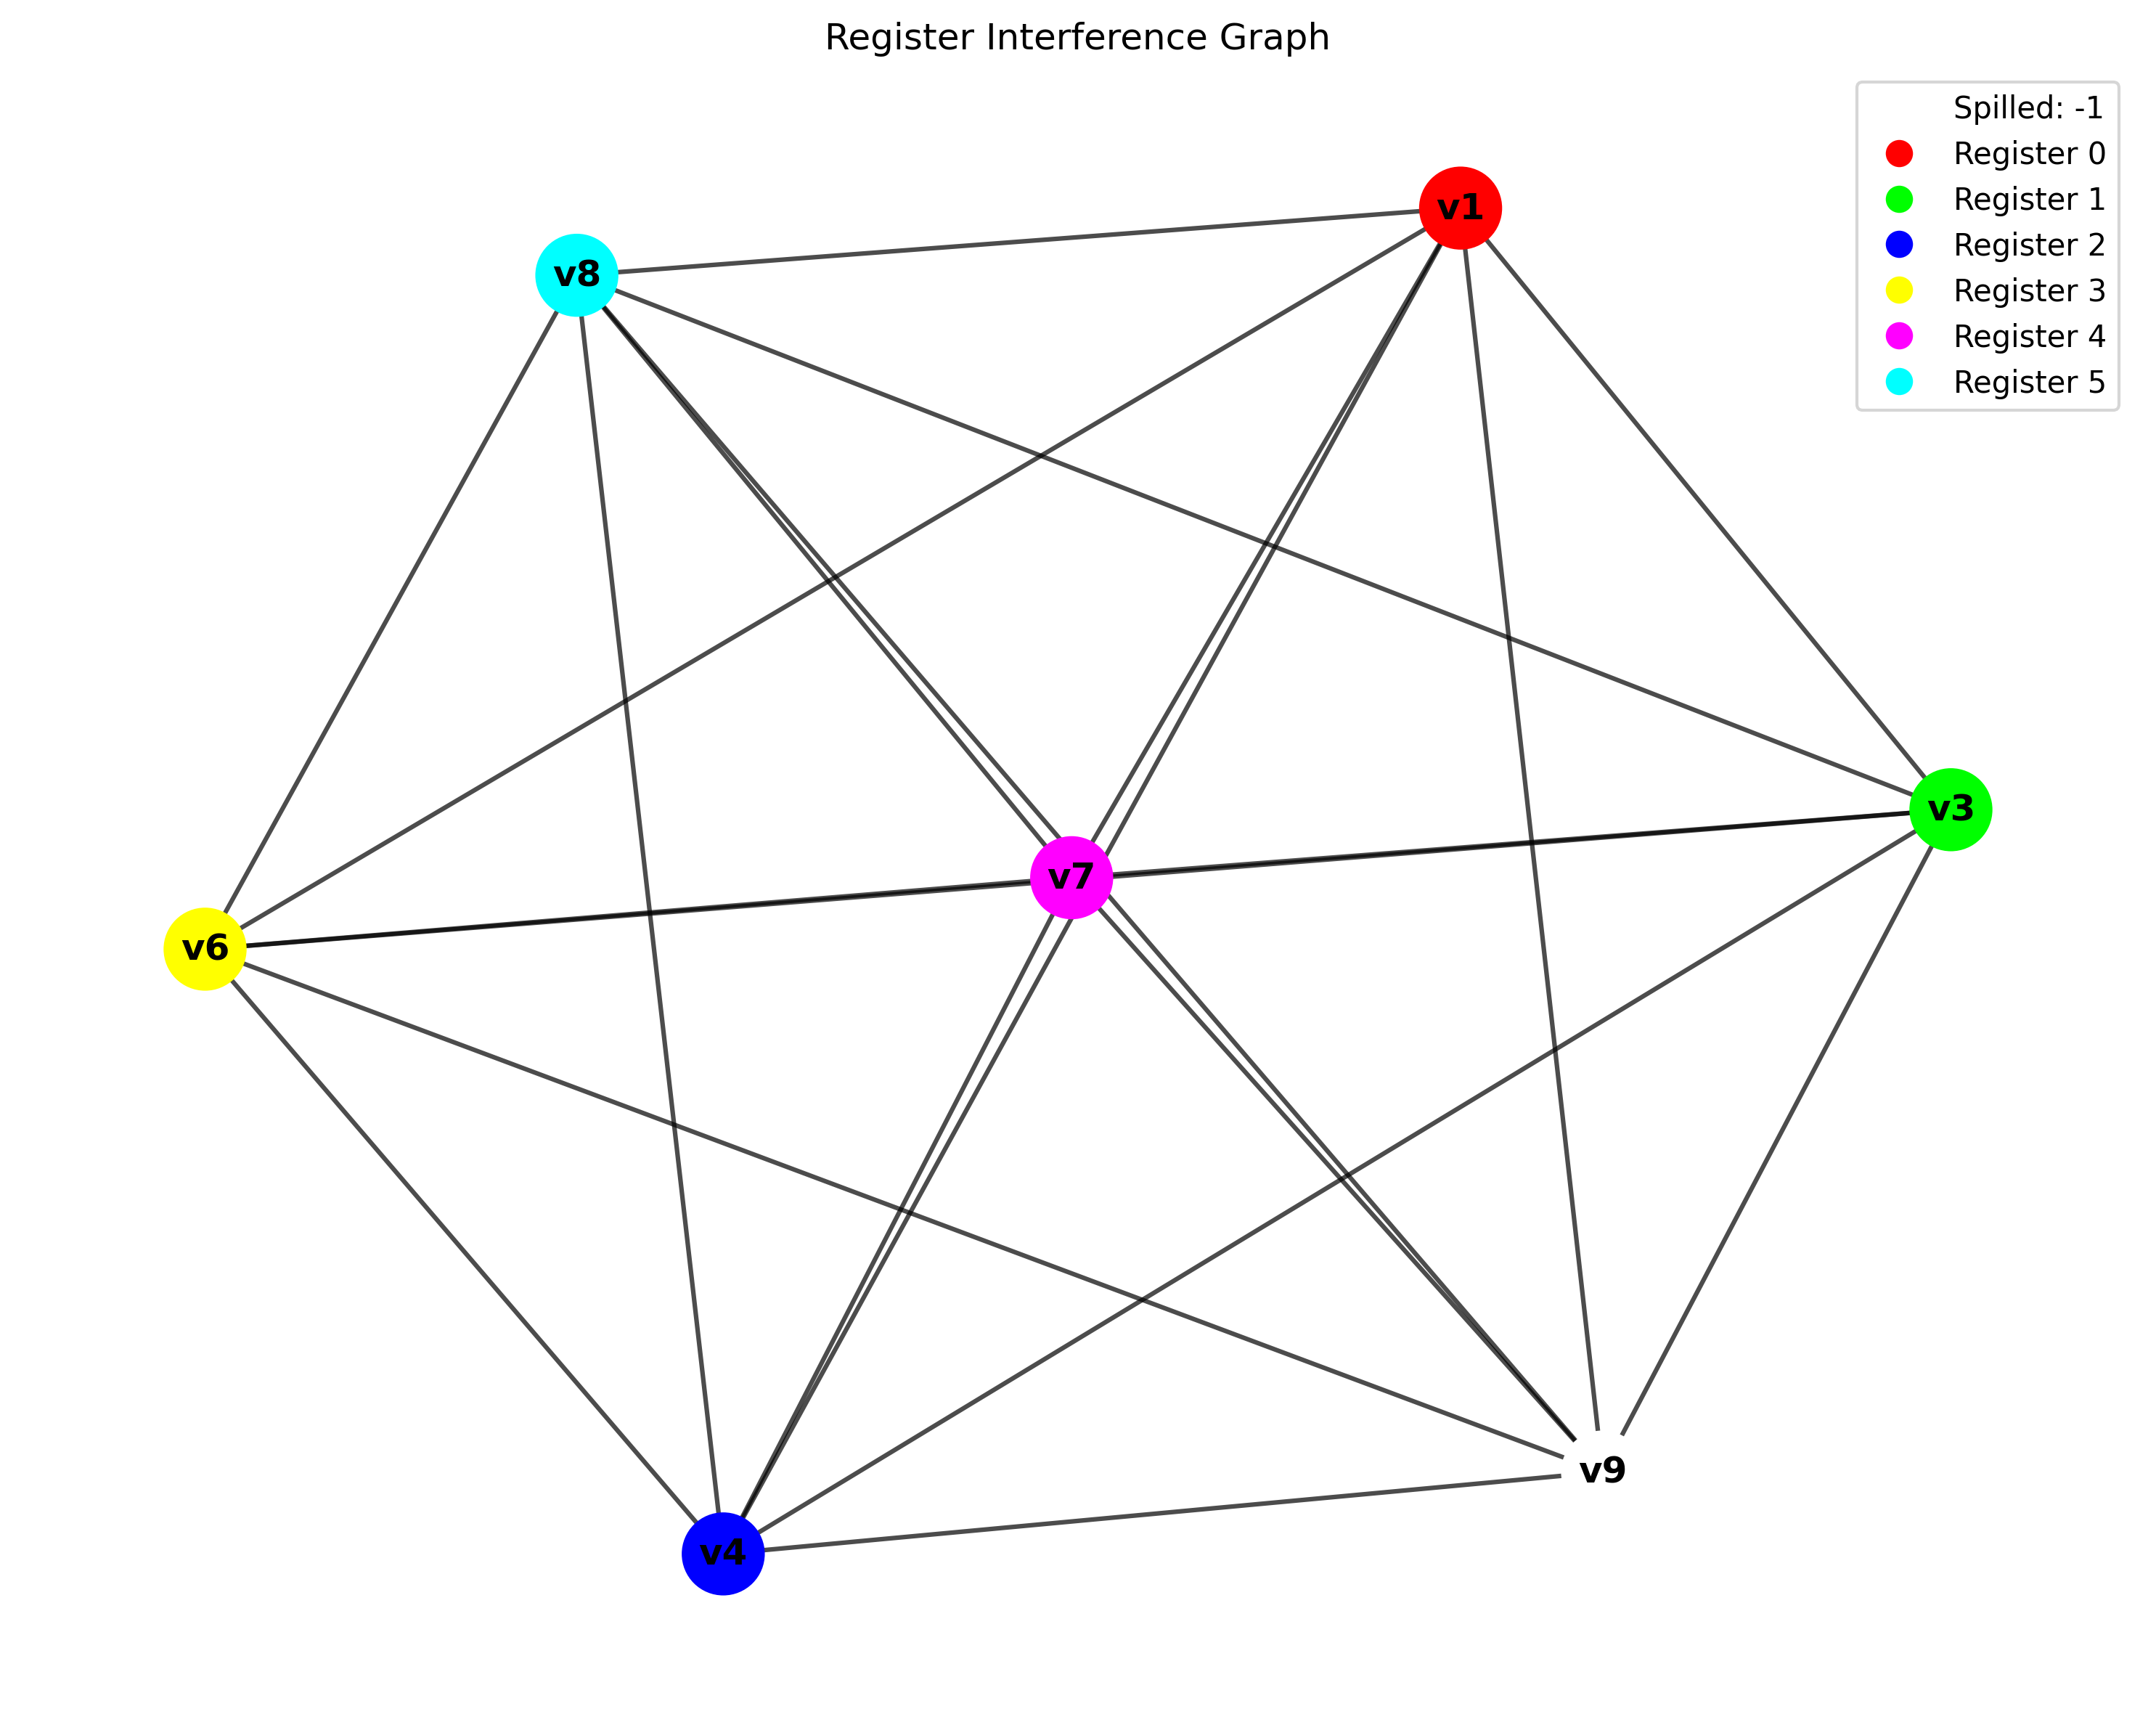 Register Interference Graph
Spilled: -1
Register 0
Register 1
Register 2
Register 3
Register 4
Register 5
v1
v8
v3
v7
v6
v9
v4